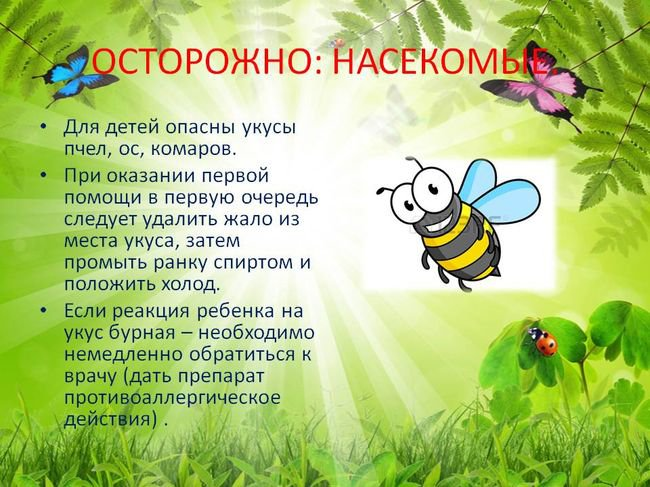 ОСТОРОЖНО: НАСЕКОМЫЕ.
• Для детей опасны укусы
пчел, ос, комаров.
• При оказании первой
помощи в первую очередь
следует удалить жало из
места укуса, затем
промыть ранку спиртом и
положить холод.
• Если реакция ребенка на
укус бурная – необходимо
немедленно обратиться к
врачу (дать препарат
противоаллергическое
действия) .